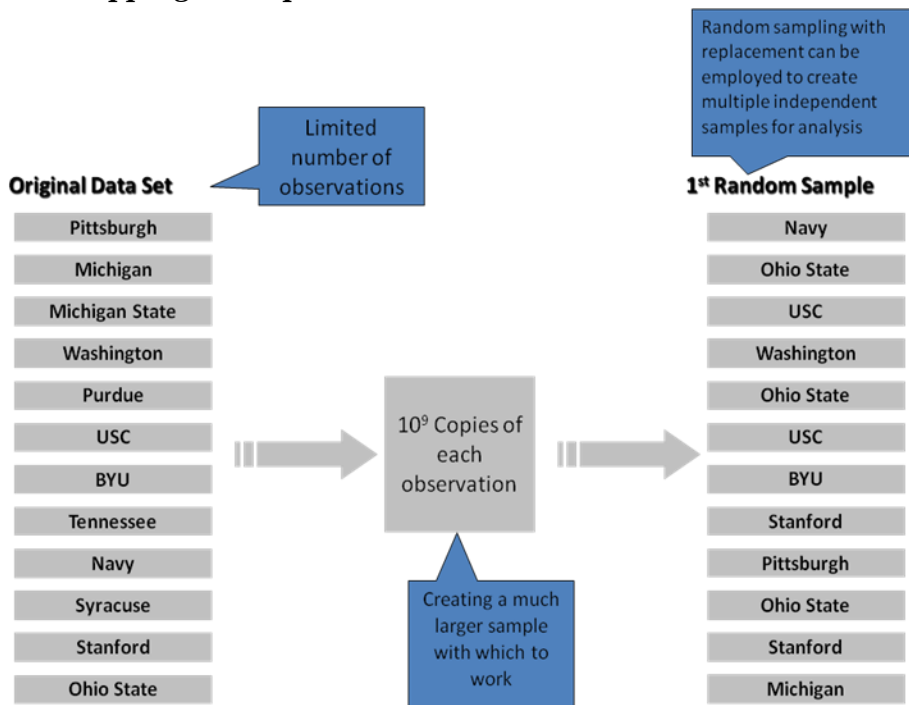 Random sampling with
replacement can be
employed to create
multiple independent
samples for analysis
Limited
number of
observations
Original Data Set
1st Random Sample
Pittsburgh
Michigan
Michigan State
Washington
Purdue
USC
BYU
Tennessee
Navy
Syracuse
Stanford
Ohio State
10⁹ Copies of
each
observation
Creating a much
larger sample
with which to
work
Navy
Ohio State
USC
Washington
Ohio State
USC
BYU
Stanford
Pittsburgh
Ohio State
Stanford
Michigan